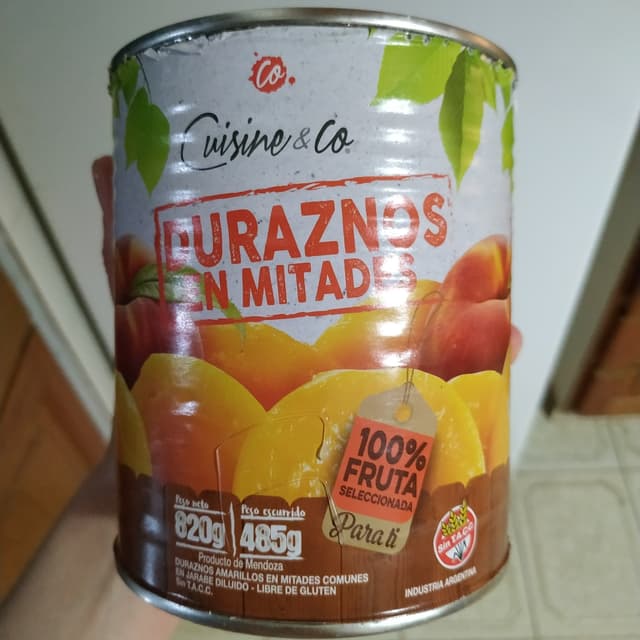 Co
Cuisine & Co
DURAZNOS
EN MITADES
100%
FRUTA
SELECCIONADA
Para ti
Peso neto
820g
Peso escurrido
485g
Producto de Mendoza
DURAZNOS AMARILLOS EN MITADES COMUNES
EN JARABE DILUIDO - LIBRE DE GLUTEN
Sin T.A.C.C.
Sin T.A.C.C.
INDUSTRIA ARGENTINA